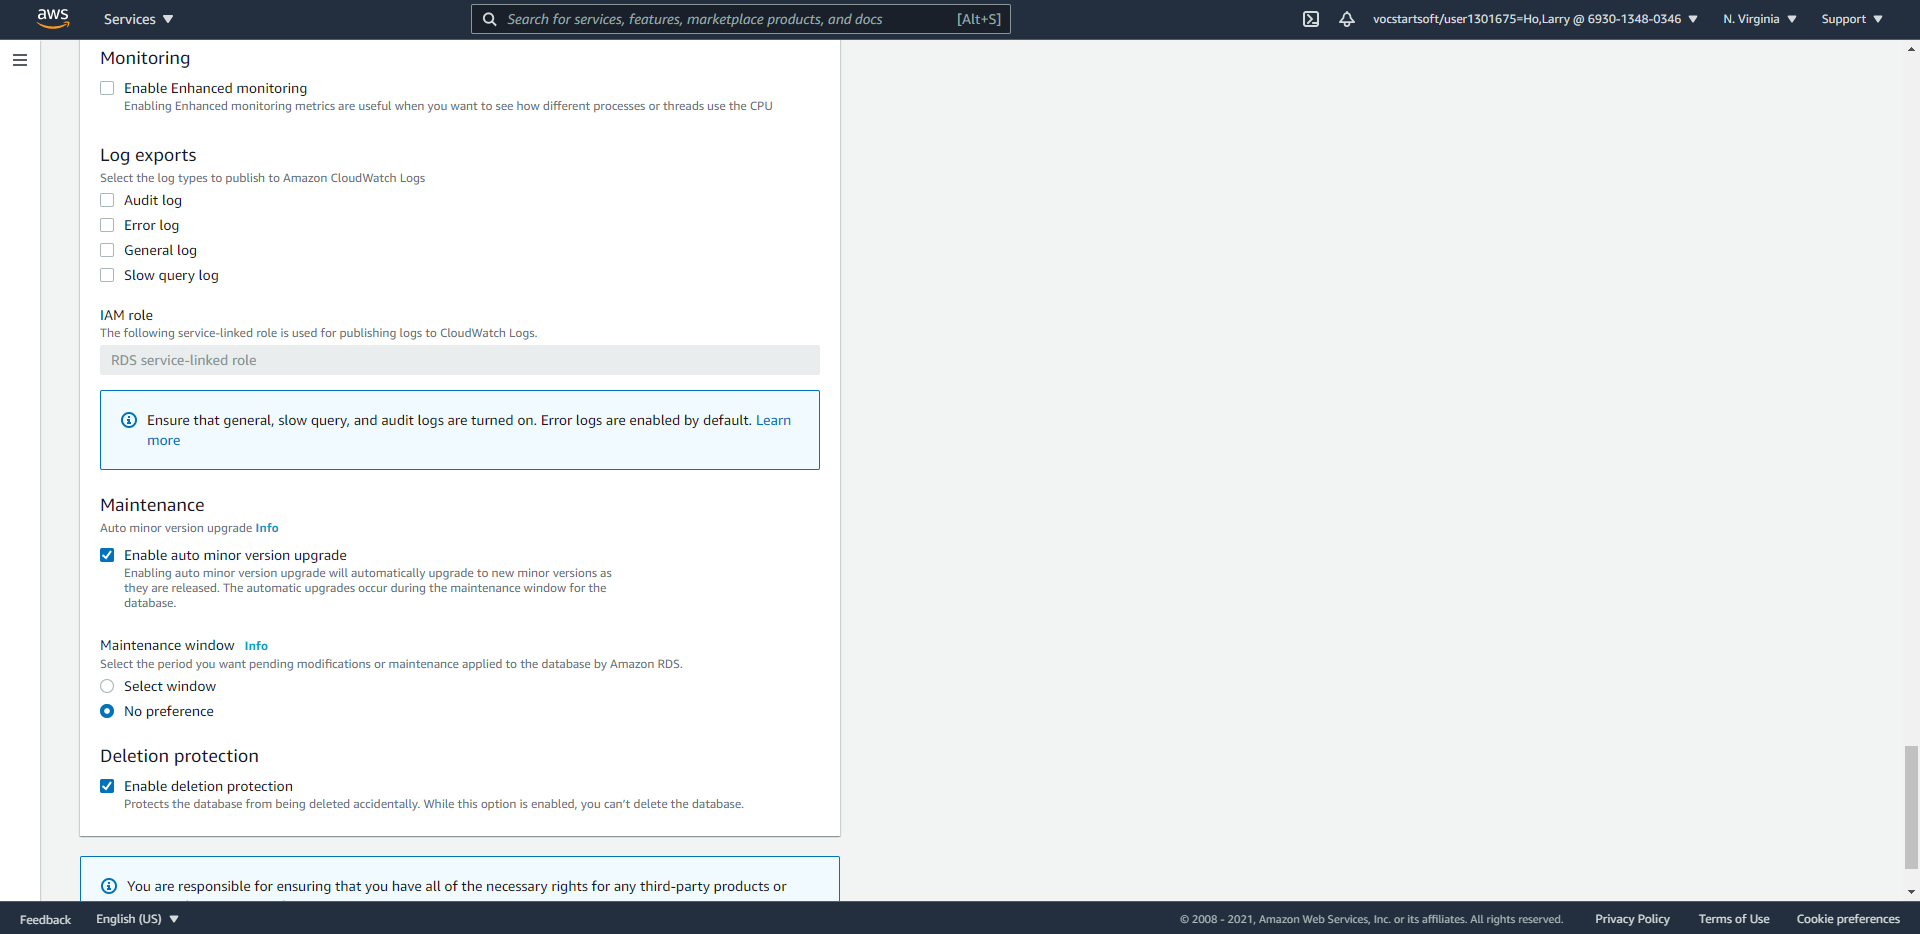 aws
Services
Search for services, features, marketplace products, and docs
[Alt+S]
vocstartsoft/user1301675=Ho,Larry @ 6930-1348-0346
N. Virginia
Support
Monitoring
Enable Enhanced monitoring
Enabling Enhanced monitoring metrics are useful when you want to see how different processes or threads use the CPU
Log exports
Select the log types to publish to Amazon CloudWatch Logs
Audit log
Error log
General log
Slow query log
IAM role
The following service-linked role is used for publishing logs to CloudWatch Logs.
RDS service-linked role
Ensure that general, slow query, and audit logs are turned on. Error logs are enabled by default. Learn
more
Maintenance
Auto minor version upgrade Info
Enable auto minor version upgrade
Enabling auto minor version upgrade will automatically upgrade to new minor versions as
they are released. The automatic upgrades occur during the maintenance window for the
database.
Maintenance window Info
Select the period you want pending modifications or maintenance applied to the database by Amazon RDS.
Select window
No preference
Deletion protection
Enable deletion protection
Protects the database from being deleted accidentally. While this option is enabled, you can't delete the database.
You are responsible for ensuring that you have all of the necessary rights for any third-party products or
Feedback
English (US)
© 2008 - 2021, Amazon Web Services, Inc. or its affiliates. All rights reserved.
Privacy Policy
Terms of Use
Cookie preferences